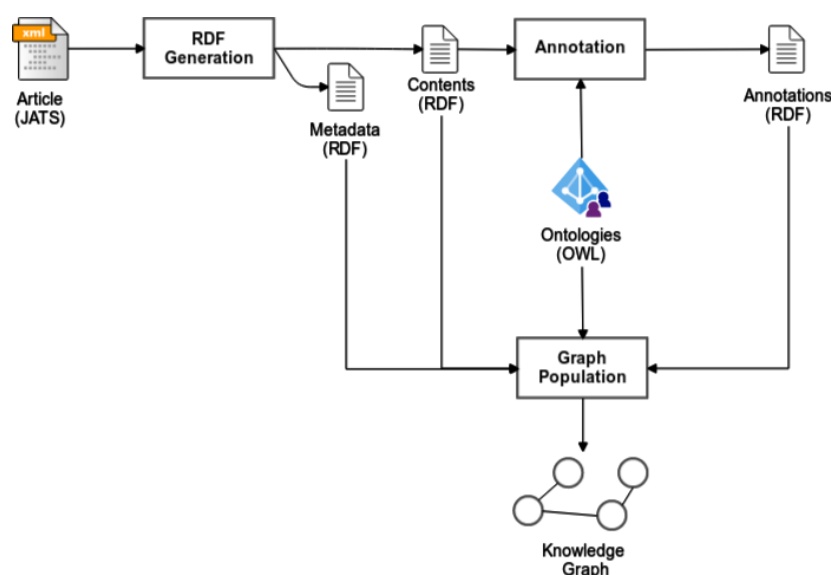 xml
Article
(JATS)
RDF
Generation
Metadata
(RDF)
Contents
(RDF)
Annotation
Annotations
(RDF)
Ontologies
(OWL)
Graph
Population
Knowledge
Graph